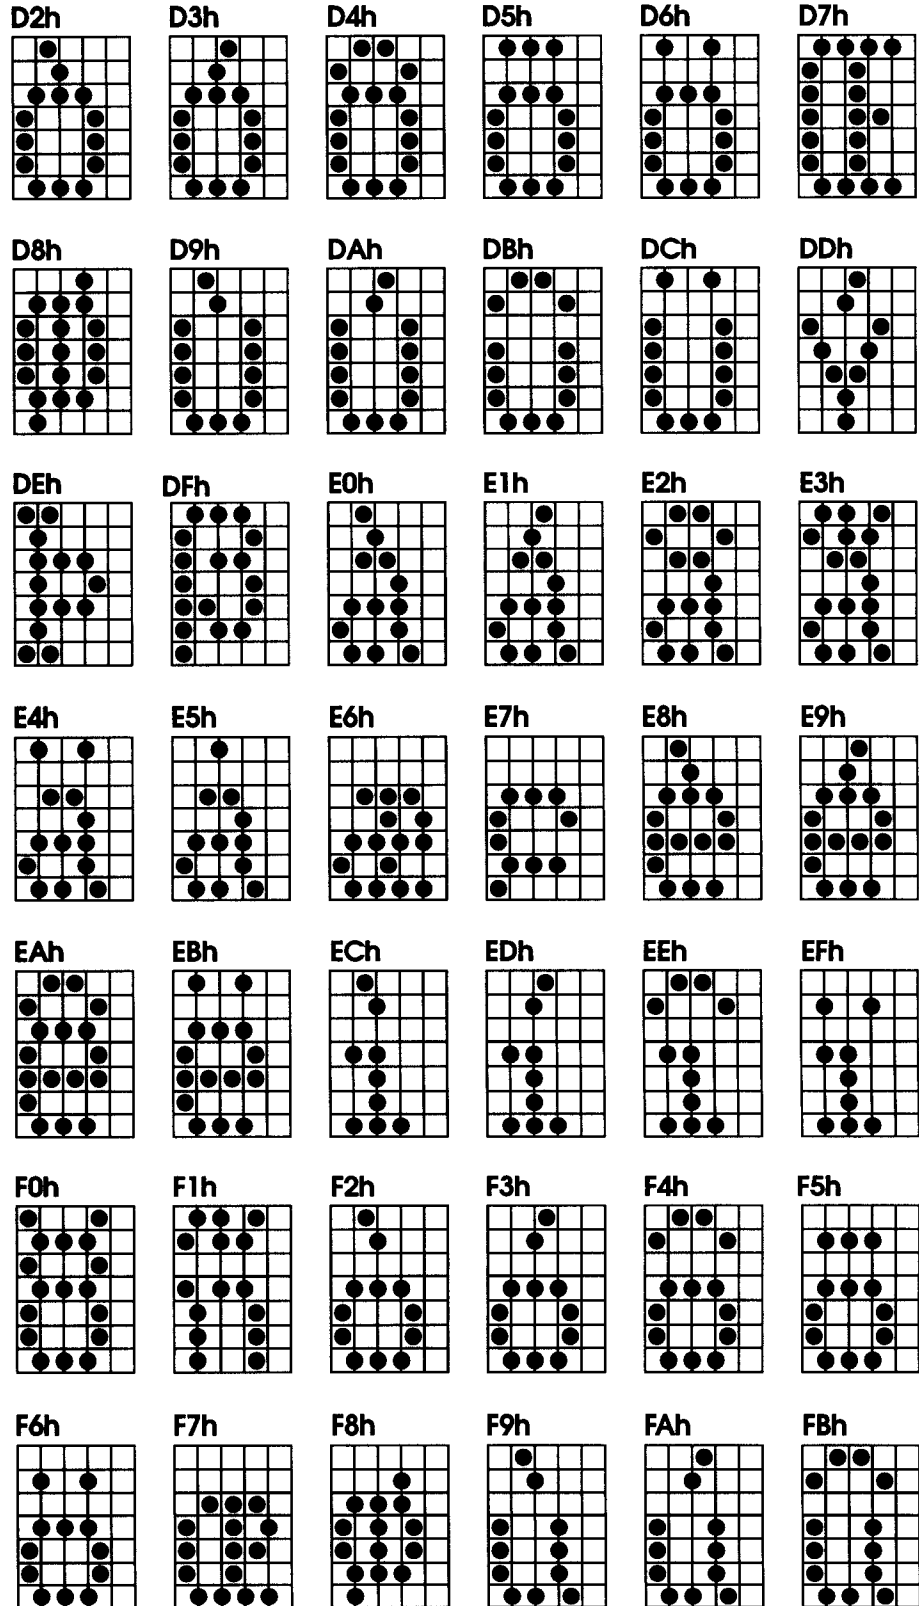 D2h D3h D4h D5h D6h D7h
D8h D9h DAh DBh DCh DDh
DEh DFh E0h E1h E2h E3h
E4h E5h E6h E7h E8h E9h
EAh EBh ECh EDh EEh EFh
F0h F1h F2h F3h F4h F5h
F6h F7h F8h F9h FAh FBh